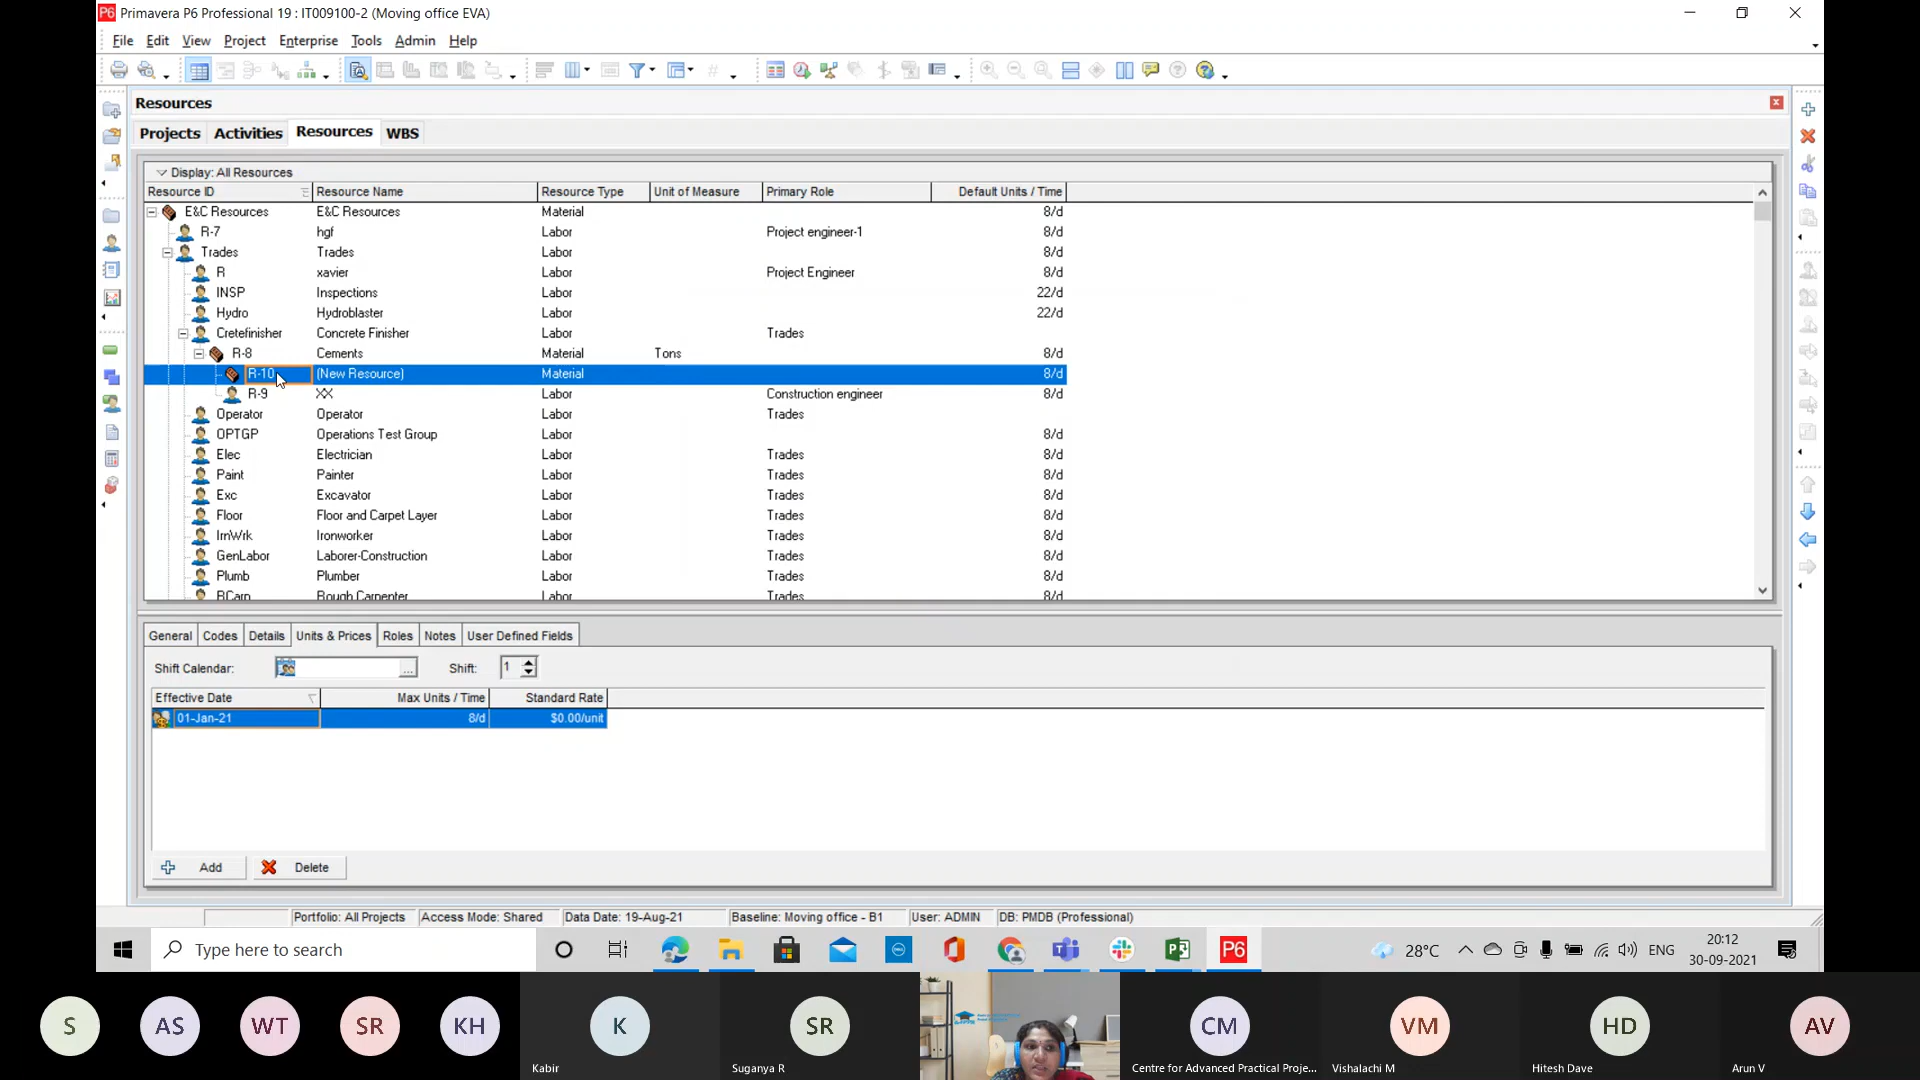 P6 Primavera P6 Professional 19 : IT009100-2 (Moving office EVA)
File Edit View Project Enterprise Tools Admin Help
Resources
Projects Activities Resources WBS
Display: All Resources
Resource ID Resource Name Resource Type Unit of Measure Primary Role Default Units / Time
E&C Resources E&C Resources Material 8/d
R-7 hgf Labor Project engineer-1 8/d
Trades Trades Labor 8/d
R xavier Labor Project Engineer 8/d
INSP Inspections Labor 22/d
Hydro Hydroblaster Labor 22/d
Cretefinisher Concrete Finisher Labor Trades 8/d
R-8 Cements Material Tons 8/d
R-10 (New Resource) Material 8/d
R-9 XX Labor Construction engineer 8/d
Operator Operator Labor Trades
OPTGP Operations Test Group Labor 8/d
Elec Electrician Labor Trades 8/d
Paint Painter Labor Trades 8/d
Exc Excavator Labor Trades 8/d
Floor Floor and Carpet Layer Labor Trades 8/d
IrnWrk Ironworker Labor Trades 8/d
GenLabor Laborer-Construction Labor Trades 8/d
Plumb Plumber Labor Trades 8/d
RCarp Rough Carpenter Labor Trades 8/d
General Codes Details Units & Prices Roles Notes User Defined Fields
Shift Calendar: ... Shift: 1
Effective Date Max Units / Time Standard Rate
01-Jan-21 8/d $0.00/unit
Add Delete
Portfolio: All Projects Access Mode: Shared Data Date: 19-Aug-21 Baseline: Moving office - B1 User: ADMIN DB: PMDB (Professional)
Type here to search P6 28°C ENG 20:12
30-09-2021
S AS WT SR KH K SR CM VM HD AV
Kabir Suganya R Centre for Advanced Practical Proje... Vishalachi M Hitesh Dave Arun V